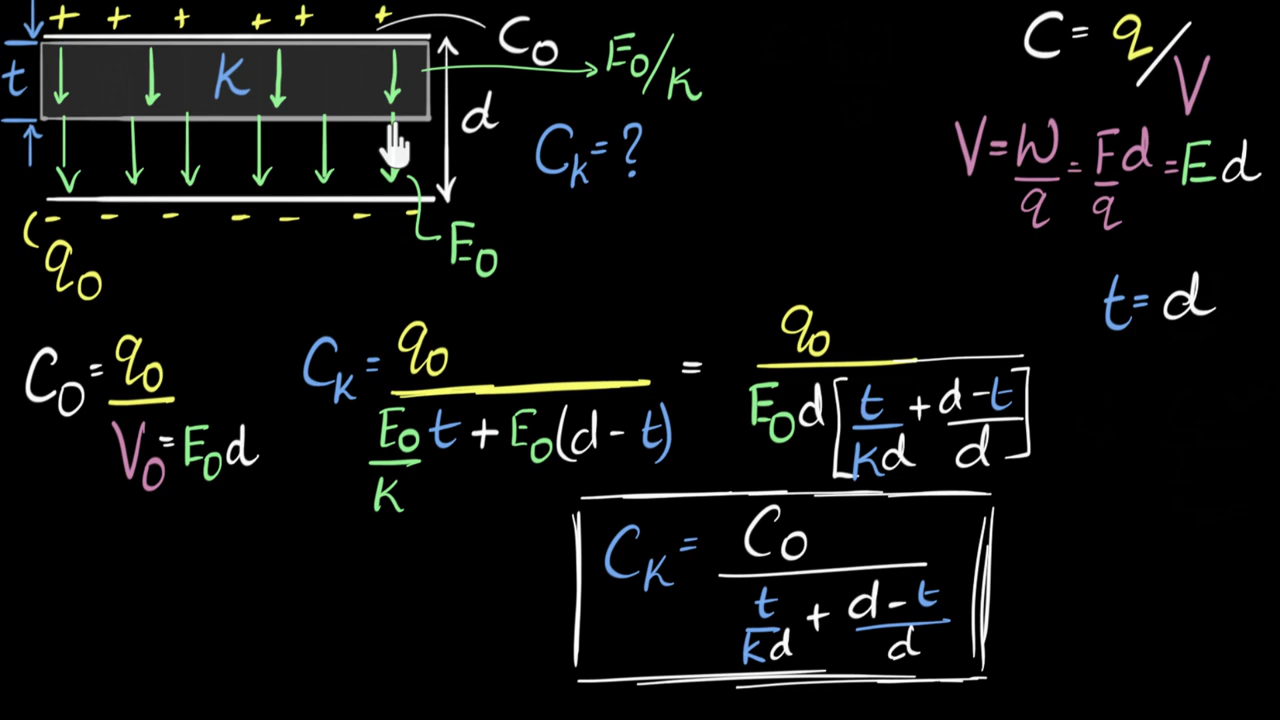 + + + + + +
C₀
C = q/V
t
K
E₀/K
d
Cₖ = ?
V = W/q = Fd/q = Ed
- - - - - - -
q₀
E₀
t = d
C₀ = q₀/V₀ = E₀d
Cₖ = q₀/(E₀/K t + E₀(d - t)) = q₀/(E₀d[t/kd + d - t/d])
Cₖ = C₀/(t/kd + d - t/d)